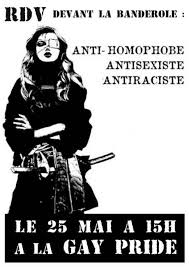 RDV DEVANT LA BANDEROLE :
ANTI-HOMOPHOBE
ANTISEXISTE
ANTIRACISTE
LE 25 MAI A 15H
A LA GAY PRIDE